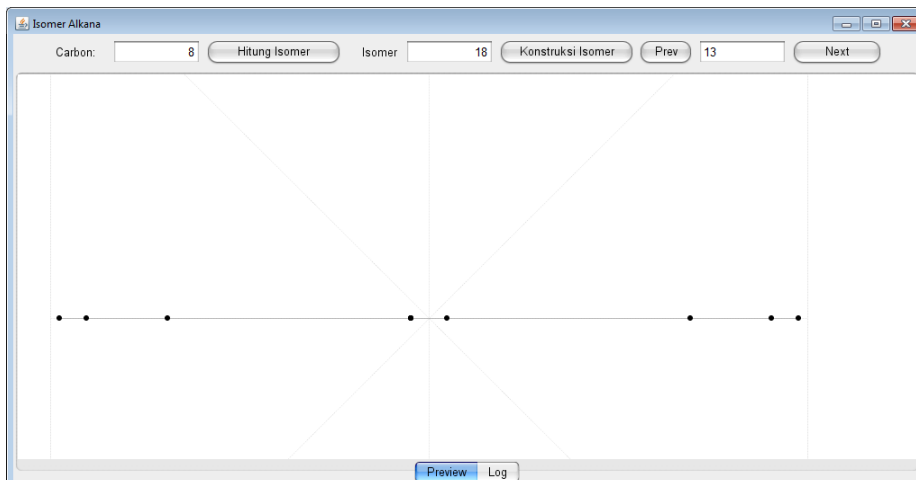 Isomer Alkana
Carbon: 8 Hitung Isomer Isomer 18 Konstruksi Isomer Prev 13 Next
Preview Log